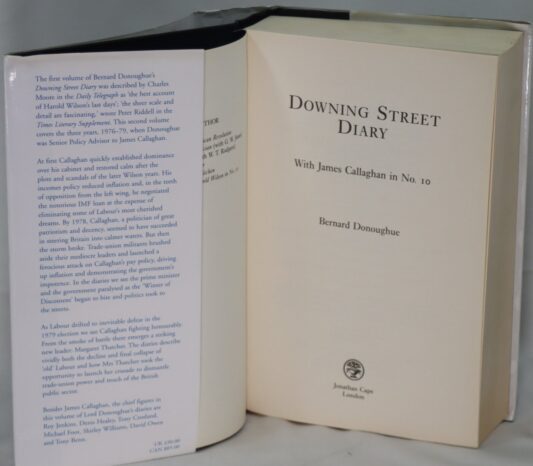 The first volume of Bernard Donoughue's
Downing Street Diary was described by Charles
Moore in the Daily Telegraph as 'the best account
of Harold Wilson's last days'; 'the sheer scale and
detail are fascinating,' wrote Peter Riddell in the
Times Literary Supplement. This second volume
covers the three years, 1976–79, when Donoughue
was Senior Policy Advisor to James Callaghan.
At first Callaghan quickly established dominance
over his cabinet and restored calm after the
plots and scandals of the later Wilson years. His
incomes policy reduced inflation and, in the teeth
of opposition from the left wing, he negotiated
the notorious IMF loan at the expense of
eliminating some of Labour's most cherished
dreams. By 1978, Callaghan, a politician of great
patriotism and decency, seemed to have succeeded
in steering Britain into calmer waters. But then
the storm broke. Trade-union militants brushed
aside their mediocre leaders and launched a
ferocious attack on Callaghan's pay policy, driving
up inflation and demonstrating the government's
impotence. In the diaries we see the prime minister
and the government paralysed as the 'Winter of
Discontent' began to bite and politics took to
the streets.
As Labour drifted to inevitable defeat in the
1979 election we see Callaghan fighting honourably.
From the smoke of battle there emerges a striking
new leader: Margaret Thatcher. The diaries describe
vividly both the decline and final collapse of
'old' Labour and how Mrs Thatcher took the
opportunity to launch her crusade to dismantle
trade-union power and much of the British
public sector.
Besides James Callaghan, the chief figures in
this volume of Lord Donoughue's diaries are
Roy Jenkins, Denis Healey, Tony Crosland,
Michael Foot, Shirley Williams, David Owen
and Tony Benn.
THOR
ican Revolution
DOWNING STREET
DIARY
With James Callaghan in No. 10
Bernard Donoughue
Jonathan Cape
London